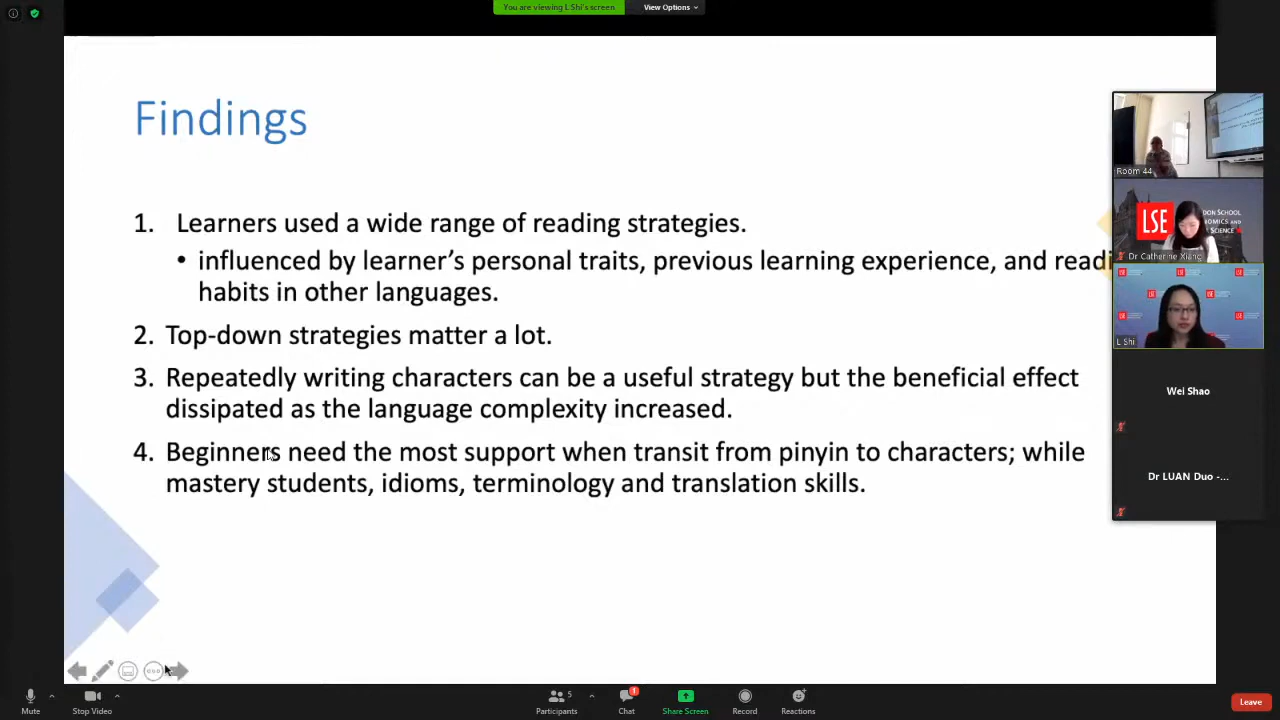 You are viewing L Shi's screen
View Options
Findings
1. Learners used a wide range of reading strategies.
• influenced by learner's personal traits, previous learning experience, and readi
habits in other languages.
2. Top-down strategies matter a lot.
3. Repeatedly writing characters can be a useful strategy but the beneficial effect
dissipated as the language complexity increased.
4. Beginners need the most support when transit from pinyin to characters; while
mastery students, idioms, terminology and translation skills.
Room 44
LSE
Dr Catherine Xiang
L Shi
Wei Shao
Dr LUAN Duo -...
Mute
Stop Video
Participants
5
Chat
1
Share Screen
Record
Reactions
Leave